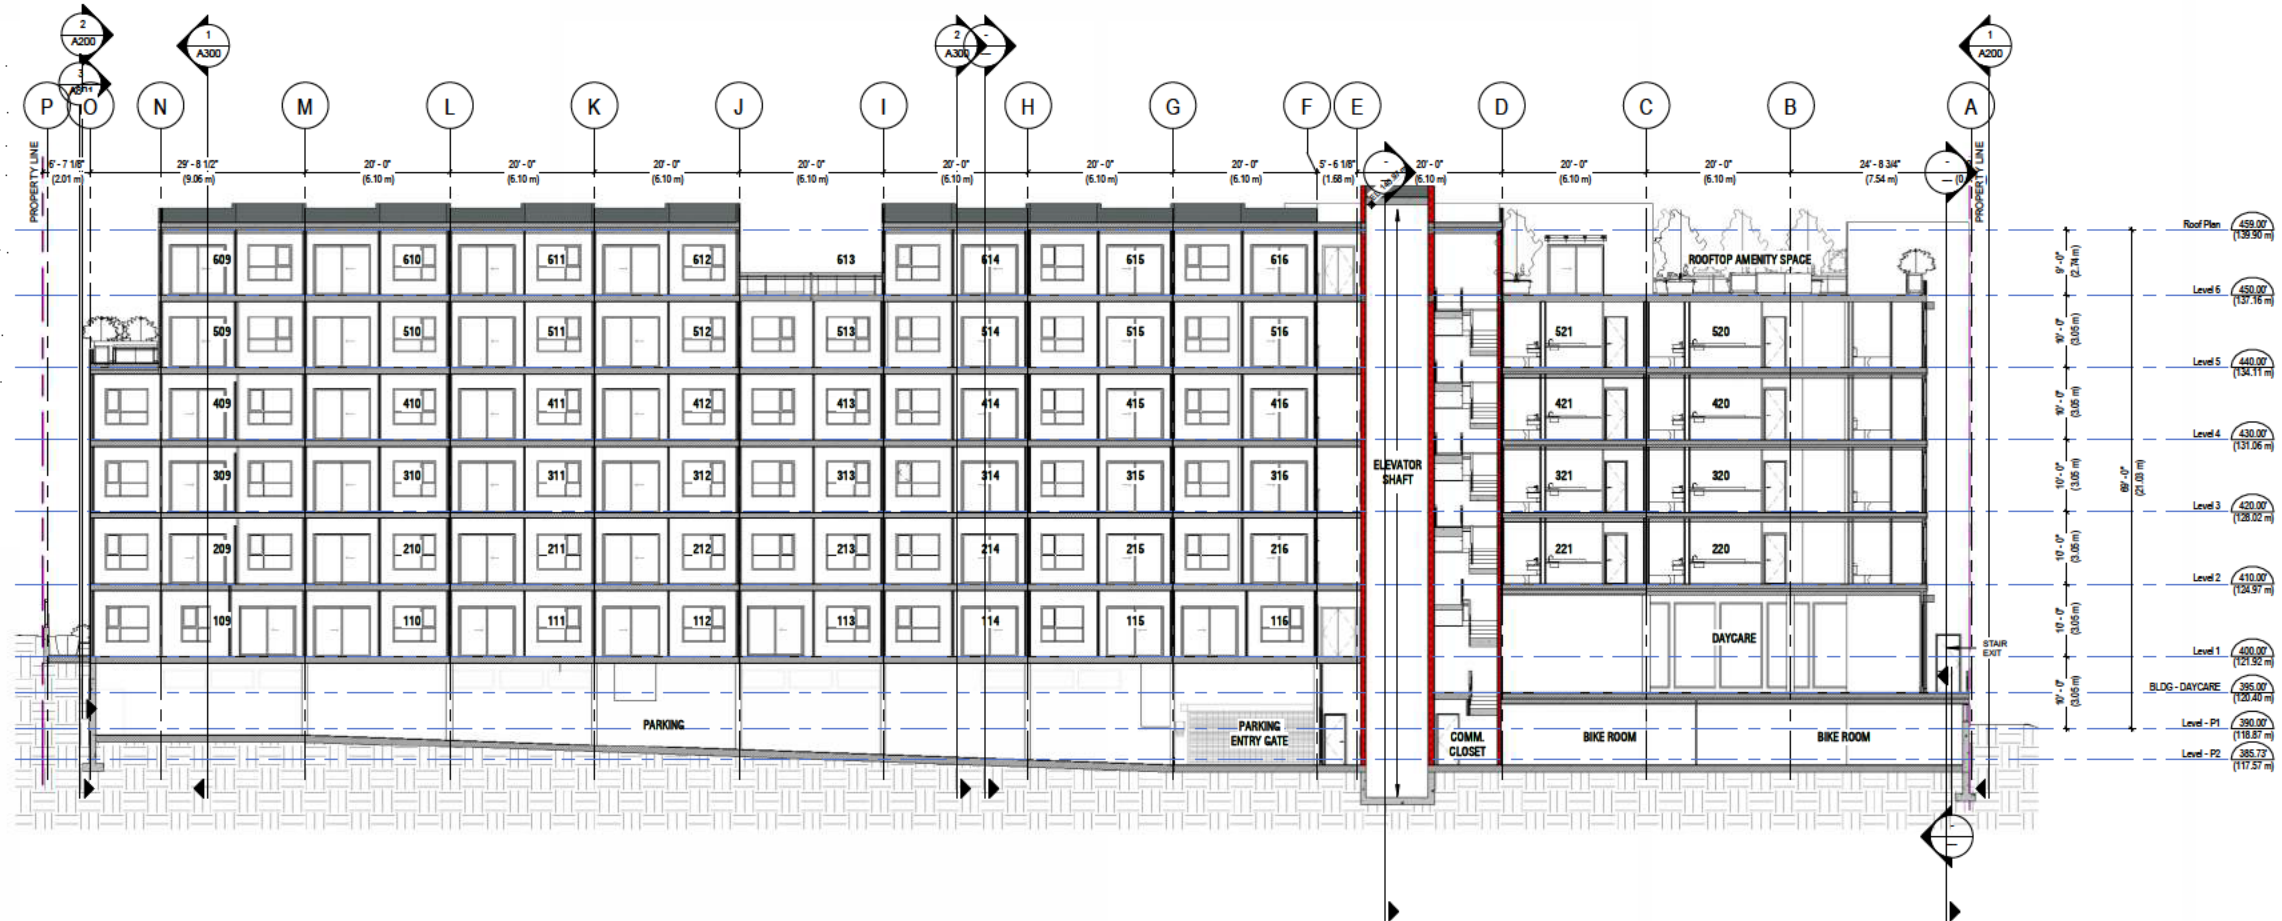 2
A200
1
A300
2
A300
-
1
A200
3
P O N M L K J I H G F E D C B A
PROPERTY LINE
6' - 7 1/8"
(2.01 m)
29' - 8 1/2"
(9.06 m)
20' - 0"
(6.10 m)
20' - 0"
(6.10 m)
20' - 0"
(6.10 m)
20' - 0"
(6.10 m)
20' - 0"
(6.10 m)
20' - 0"
(6.10 m)
20' - 0"
(6.10 m)
5' - 6 1/8"
(1.68 m)
20' - 0"
(6.10 m)
20' - 0"
(6.10 m)
20' - 0"
(6.10 m)
24' - 8 3/4"
(7.54 m)
PROPERTY LINE
609 610 611 612 613 614 615 616 ROOFTOP AMENITY SPACE
509 510 511 512 513 514 515 516 521 520
409 410 411 412 413 414 415 416 421 420
ELEVATOR
SHAFT
309 310 311 312 313 314 315 316 321 320
209 210 211 212 213 214 215 216 221 220
109 110 111 112 113 114 115 116 DAYCARE
STAIR
EXIT
PARKING
PARKING
ENTRY GATE
COMM.
CLOSET
BIKE ROOM
BIKE ROOM
Roof Plan 459.00'
(139.90 m)
9' - 0"
(2.74 m)
Level 6 450.00'
(137.16 m)
10' - 0"
(3.05 m)
Level 5 440.00'
(134.11 m)
10' - 0"
(3.05 m)
Level 4 430.00'
(131.06 m)
10' - 0"
(3.05 m)
69' - 0"
(21.03 m)
Level 3 420.00'
(128.02 m)
10' - 0"
(3.05 m)
Level 2 410.00'
(124.97 m)
10' - 0"
(3.05 m)
Level 1 400.00'
(121.92 m)
BLDG - DAYCARE 395.00'
(120.40 m)
10' - 0"
(3.05 m)
Level - P1 390.00'
(118.87 m)
Level - P2 385.73'
(117.57 m)